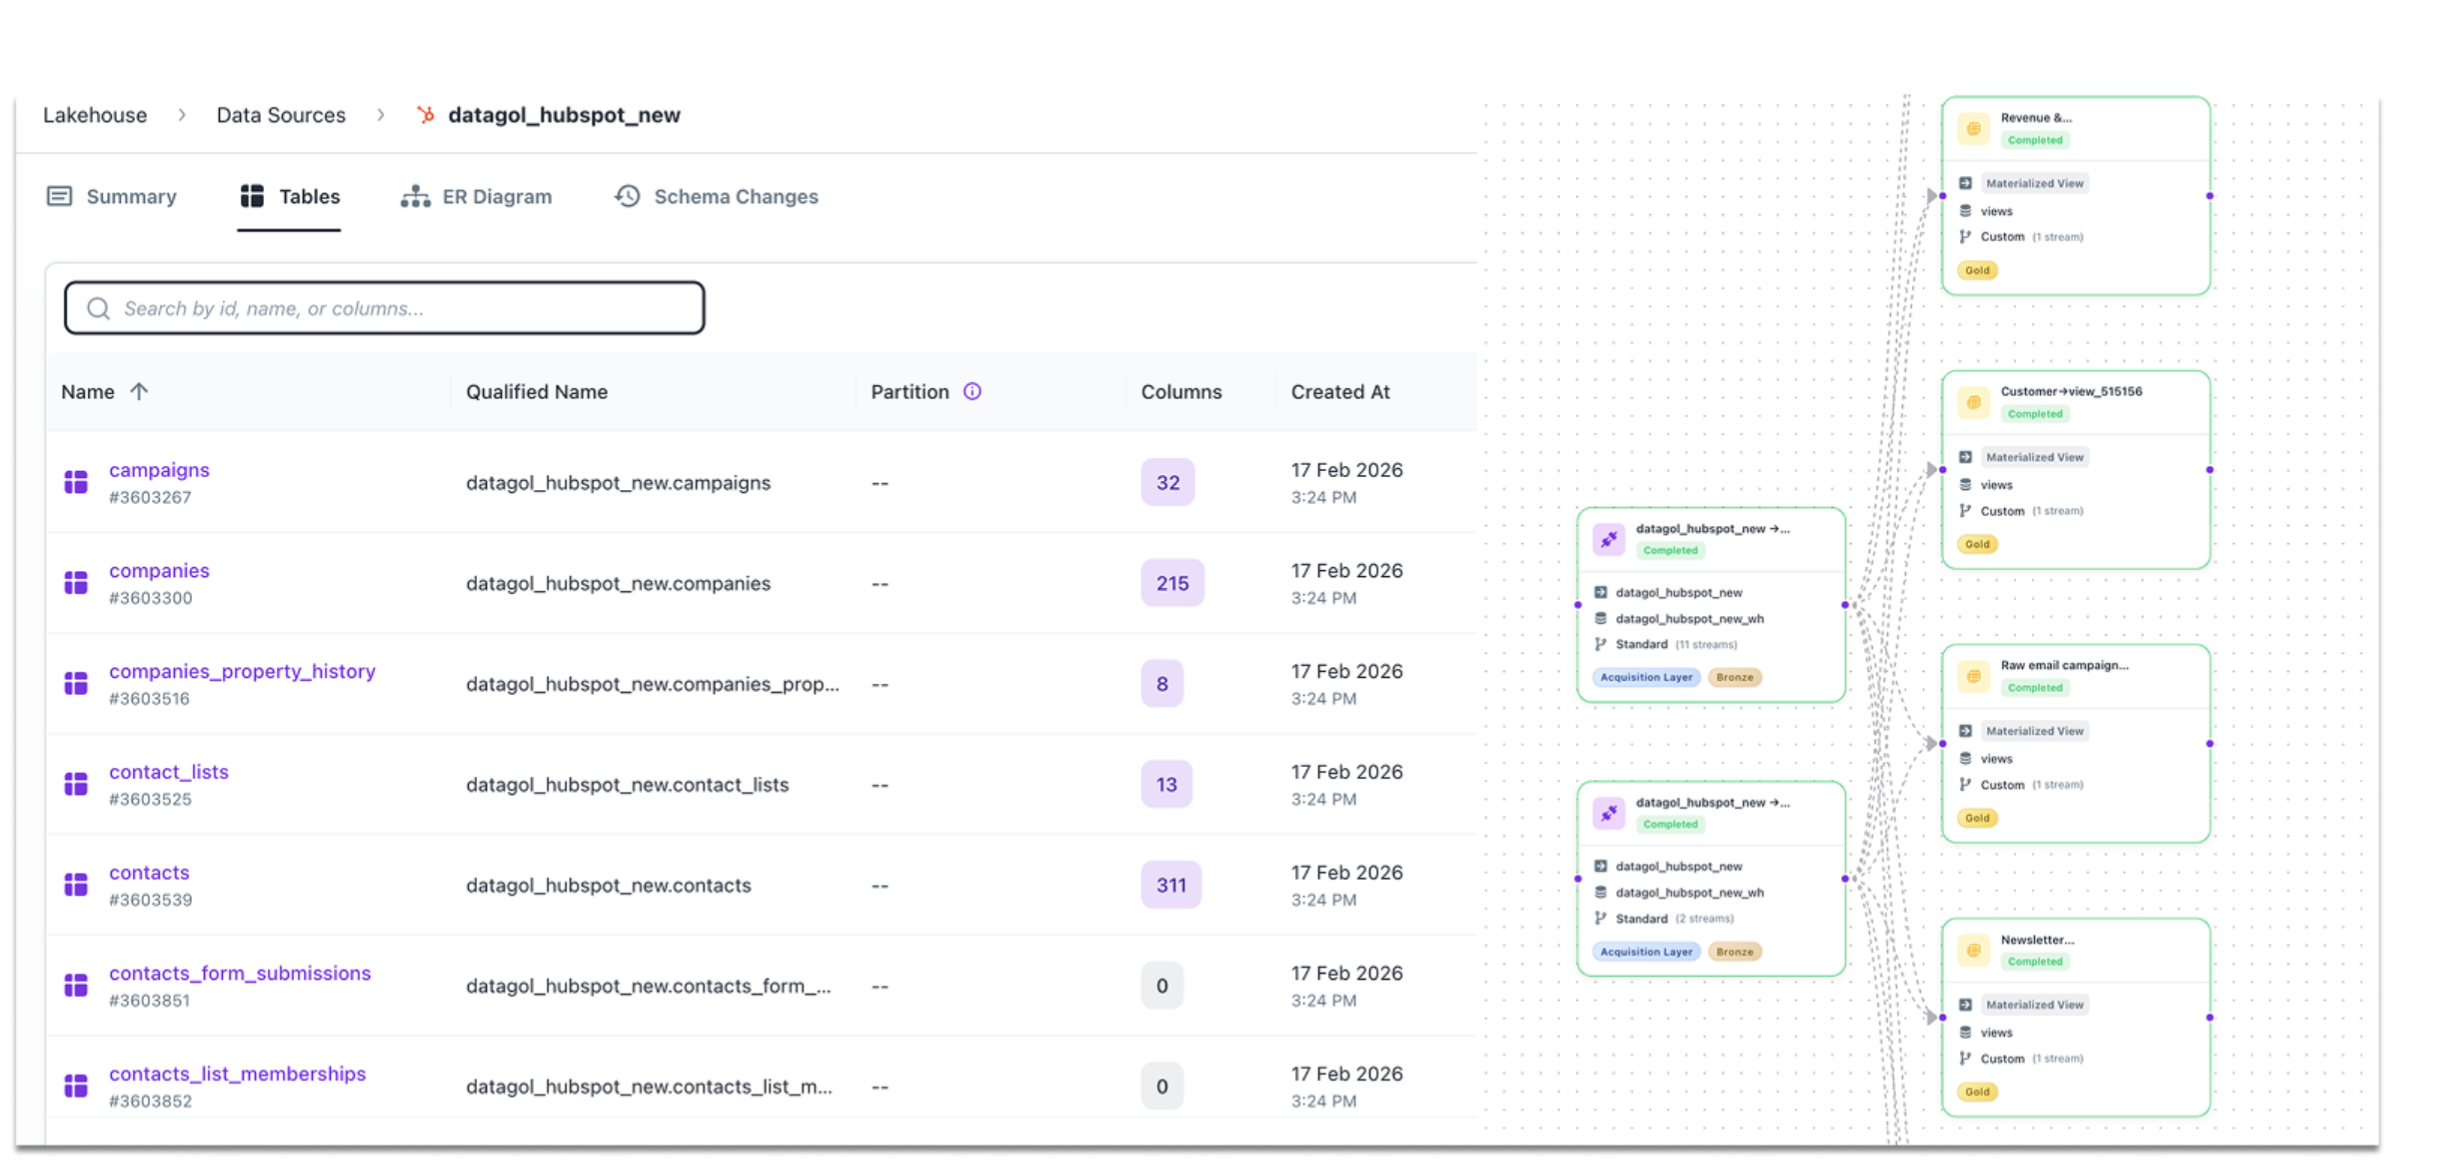 Lakehouse > Data Sources > datagol_hubspot_new
Summary Tables ER Diagram Schema Changes
Search by id, name, or columns...
Name ↑ Qualified Name Partition Columns Created At
campaigns datagol_hubspot_new.campaigns -- 32 17 Feb 2026
#3603267 3:24 PM
companies datagol_hubspot_new.companies -- 215 17 Feb 2026
#3603300 3:24 PM
companies_property_history datagol_hubspot_new.companies_prop... -- 8 17 Feb 2026
#3603516 3:24 PM
contact_lists datagol_hubspot_new.contact_lists -- 13 17 Feb 2026
#3603525 3:24 PM
contacts datagol_hubspot_new.contacts -- 311 17 Feb 2026
#3603539 3:24 PM
contacts_form_submissions datagol_hubspot_new.contacts_form_... -- 0 17 Feb 2026
#3603851 3:24 PM
contacts_list_memberships datagol_hubspot_new.contacts_list_m... -- 0 17 Feb 2026
#3603852 3:24 PM
datagol_hubspot_new →...
Completed
datagol_hubspot_new
datagol_hubspot_new_wh
Standard (11 streams)
Acquisition Layer Bronze
datagol_hubspot_new →...
Completed
datagol_hubspot_new
datagol_hubspot_new_wh
Standard (2 streams)
Acquisition Layer Bronze
Revenue &...
Completed
Materialized View
views
Custom (1 stream)
Gold
Customer→view_515156
Completed
Materialized View
views
Custom (1 stream)
Gold
Raw email campaign...
Completed
Materialized View
views
Custom (1 stream)
Gold
Newsletter...
Completed
Materialized View
views
Custom (1 stream)
Gold